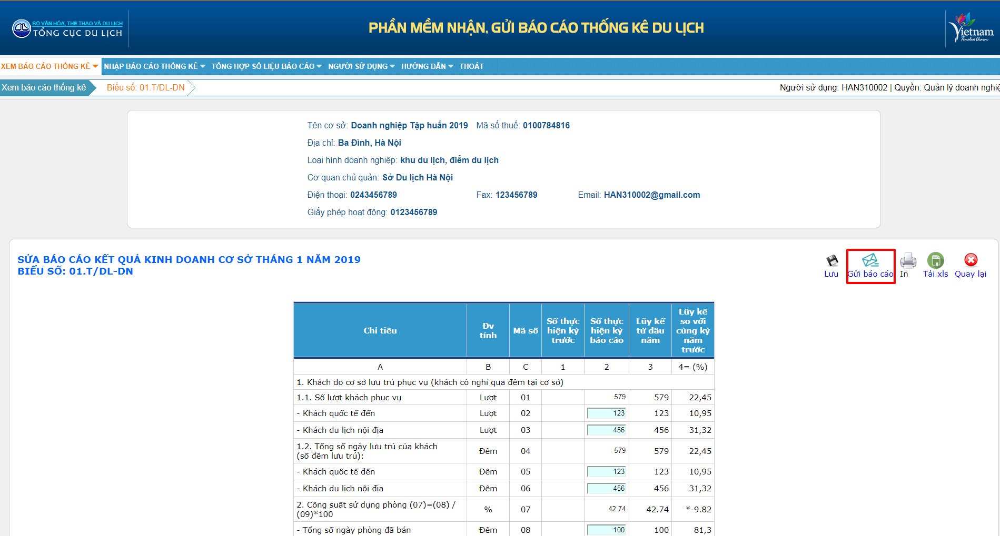 BỘ VĂN HÓA, THỂ THAO VÀ DU LỊCH
TỔNG CỤC DU LỊCH
PHẦN MỀM NHẬN, GỬI BÁO CÁO THỐNG KÊ DU LỊCH
Vietnam
Timeless Charm
XEM BÁO CÁO THỐNG KÊ NHẬP BÁO CÁO THỐNG KÊ TỔNG HỢP SỐ LIỆU BÁO CÁO NGƯỜI SỬ DỤNG HƯỚNG DẪN THOÁT
Xem báo cáo thống kê Biểu số: 01.T/DL-DN Người sử dụng: HAN310002 | Quyền: Quản lý doanh nghiệ
Tên cơ sở: Doanh nghiệp Tập huấn 2019 Mã số thuế: 0100784816
Địa chỉ: Ba Đình, Hà Nội
Loại hình doanh nghiệp: khu du lịch, điểm du lịch
Cơ quan chủ quản: Sở Du lịch Hà Nội
Điện thoại: 0243456789 Fax: 123456789 Email: HAN310002@gmail.com
Giấy phép hoạt động: 0123456789
SỬA BÁO CÁO KẾT QUẢ KINH DOANH CƠ SỞ THÁNG 1 NĂM 2019
BIỂU SỐ: 01.T/DL-DN
Lưu Gửi báo cáo In Tải xls Quay lại
Chỉ tiêu
Đv
tính
Mã số
Số thực
hiện kỳ
trước
Số thực
hiện kỳ
báo cáo
Lũy kế
từ đầu
năm
Lũy kế
so với
cùng kỳ
năm
trước
A B C 1 2 3 4= (%)
1. Khách do cơ sở lưu trú phục vụ (khách có nghỉ qua đêm tại cơ sở)
1.1. Số lượt khách phục vụ Lượt 01 579 579 22,45
- Khách quốc tế đến Lượt 02 123 123 10,95
- Khách du lịch nội địa Lượt 03 456 456 31,32
1.2. Tổng số ngày lưu trú của khách
(số đêm lưu trú): Đêm 04 579 579 22,45
- Khách quốc tế đến Đêm 05 123 123 10,95
- Khách du lịch nội địa Đêm 06 456 456 31,32
2. Công suất sử dụng phòng (07)=(08) /
(09)*100 % 07 42.74 42.74 *-9.82
- Tổng số ngày phòng đã bán Đêm 08 100 100 81,3